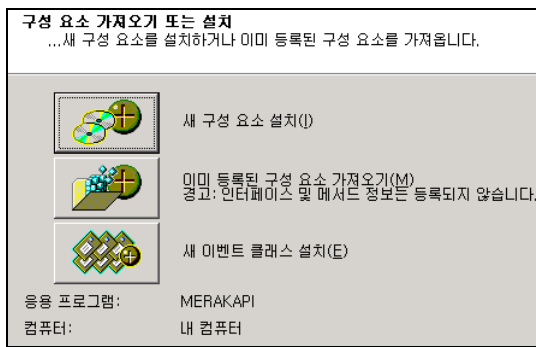 구성 요소 가져오기 또는 설치
...새 구성 요소를 설치하거나 이미 등록된 구성 요소를 가져옵니다.
새 구성 요소 설치(I)
이미 등록된 구성 요소 가져오기(M)
경고: 인터페이스 및 메서드 정보는 등록되지 않습니다.
새 이벤트 클래스 설치(E)
응용 프로그램: MERAKAPI
컴퓨터: 내 컴퓨터